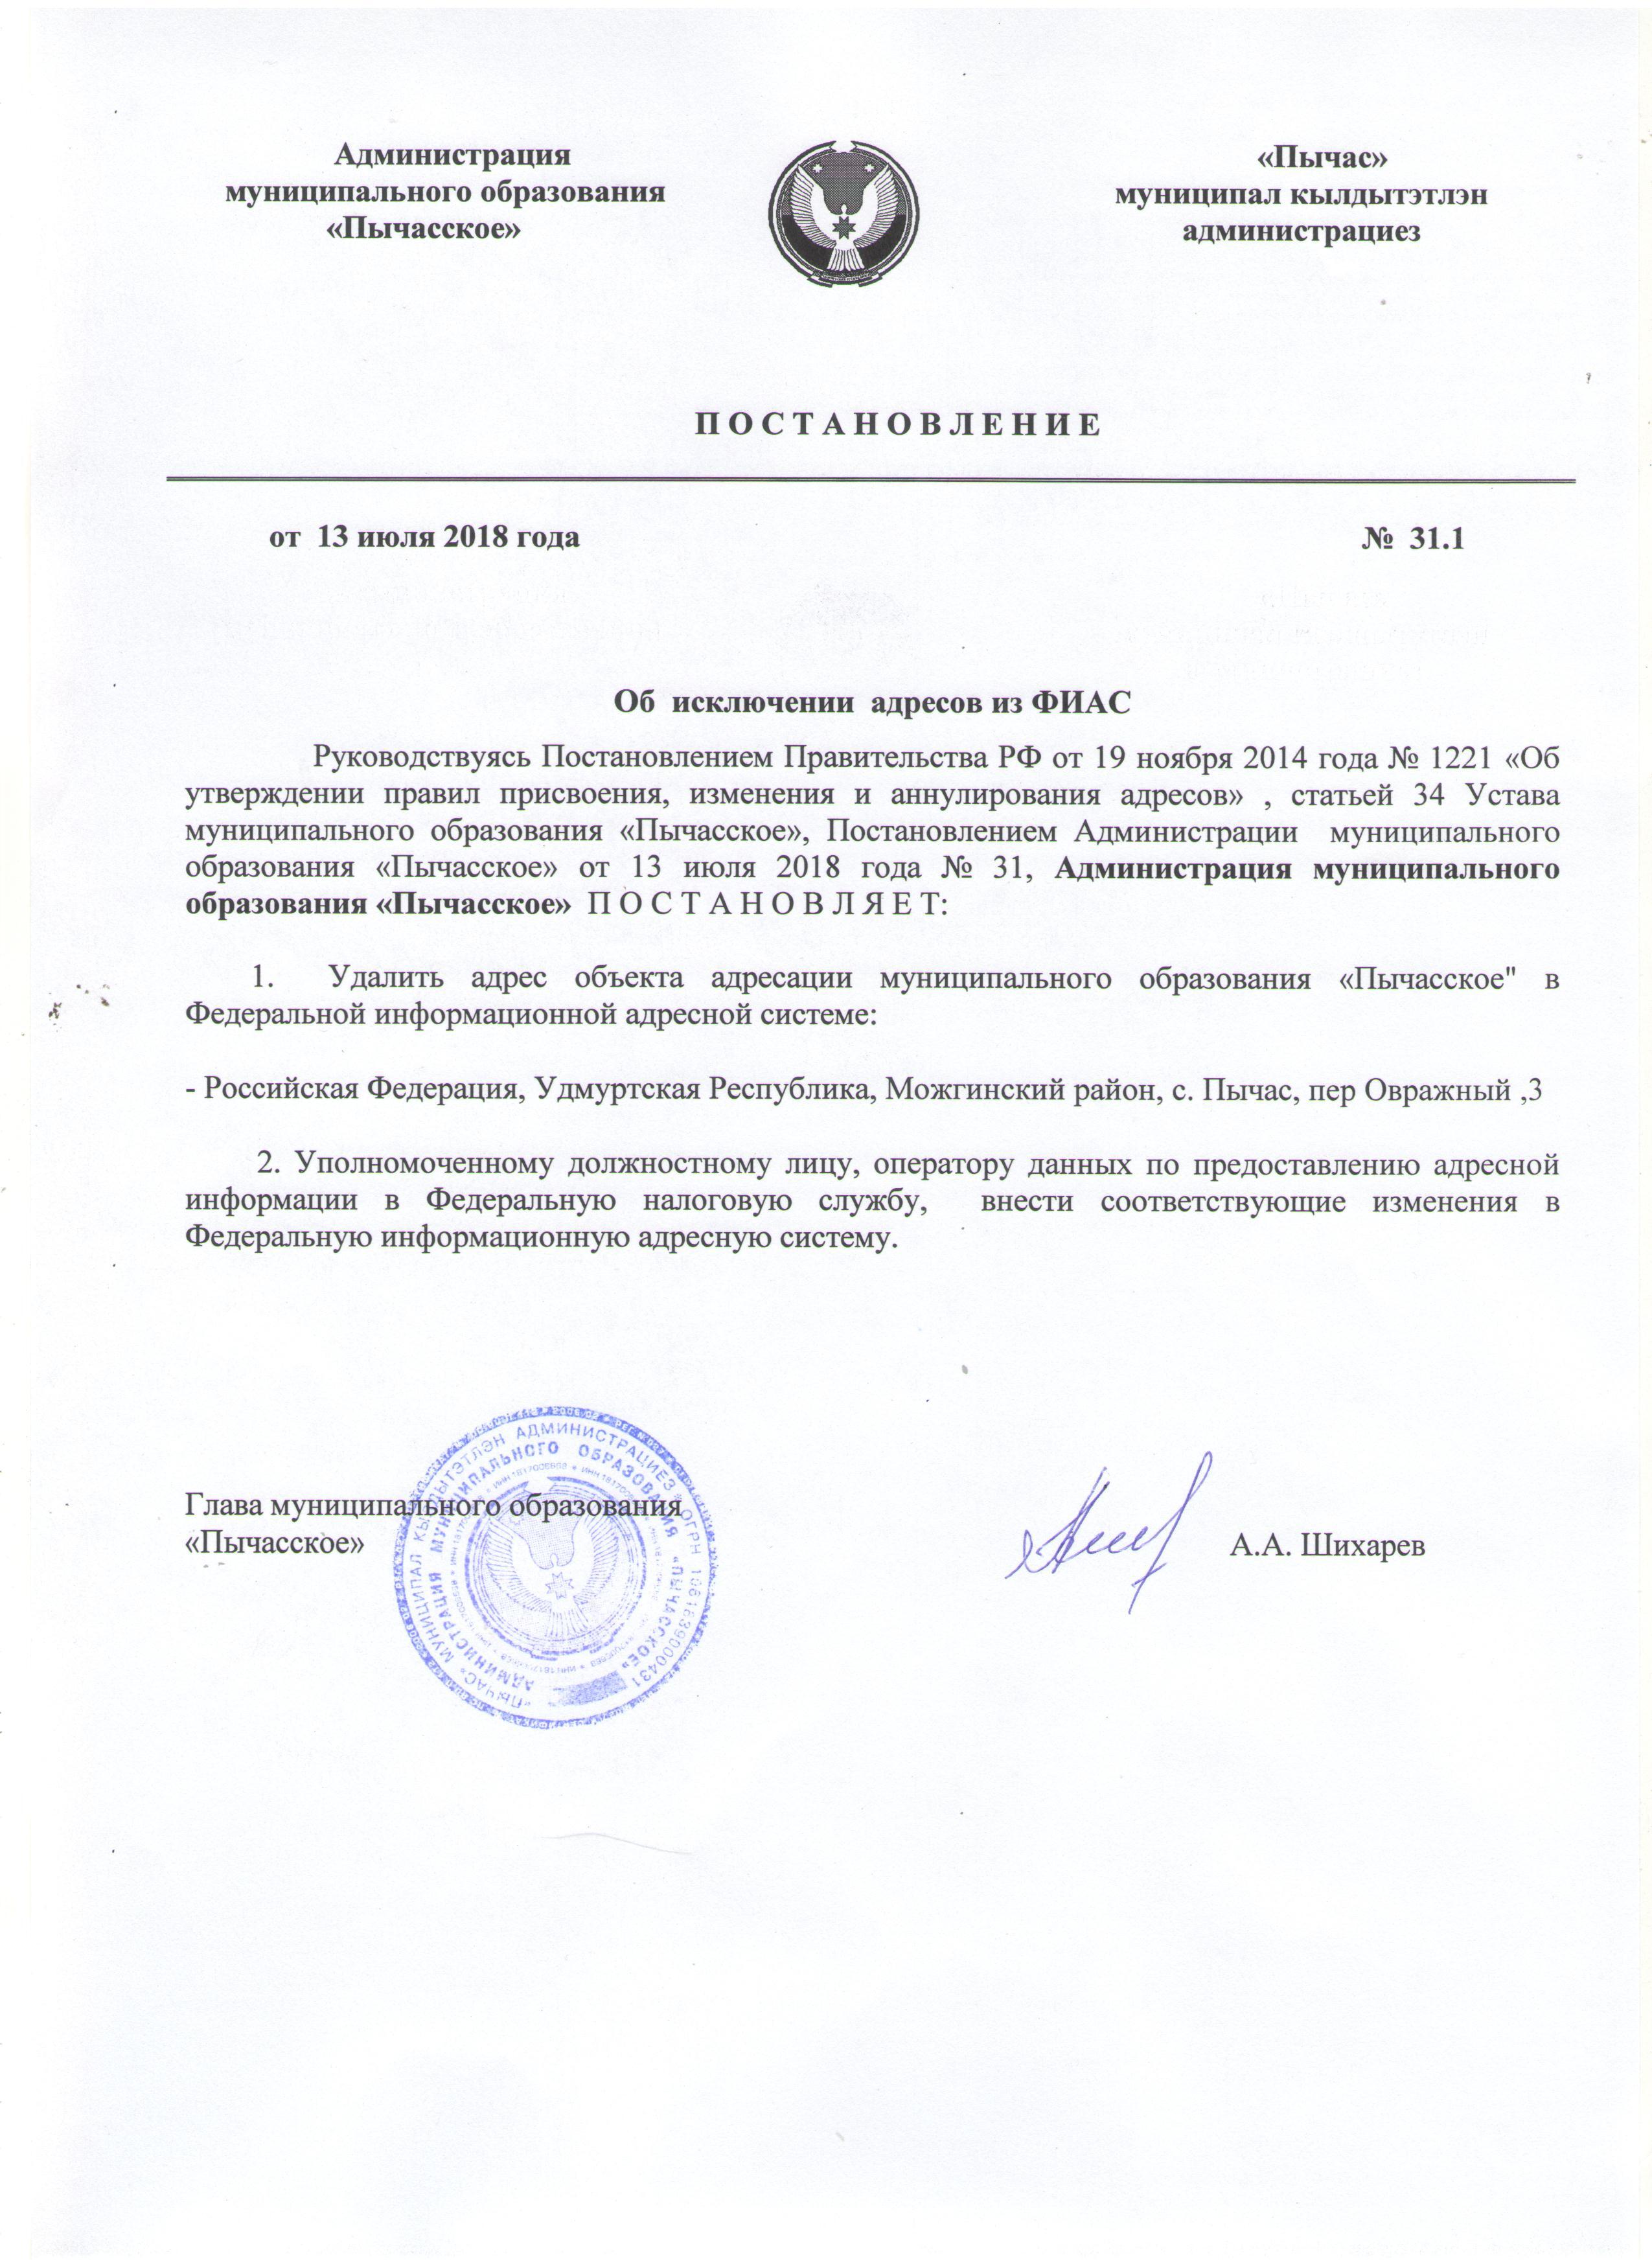 Администрация
муниципального образования
«Пычасское»
«Пычас»
муниципал кылдытэтлэн
администрациез
П О С Т А Н О В Л Е Н И Е
от 13 июля 2018 года № 31.1
Об исключении адресов из ФИАС
Руководствуясь Постановлением Правительства РФ от 19 ноября 2014 года № 1221 «Об
утверждении правил присвоения, изменения и аннулирования адресов» , статьей 34 Устава
муниципального образования «Пычасское», Постановлением Администрации муниципального
образования «Пычасское» от 13 июля 2018 года № 31, Администрация муниципального
образования «Пычасское» П О С Т А Н О В Л Я Е Т:
1. Удалить адрес объекта адресации муниципального образования «Пычасское" в
Федеральной информационной адресной системе:
- Российская Федерация, Удмуртская Республика, Можгинский район, с. Пычас, пер Овражный ,3
2. Уполномоченному должностному лицу, оператору данных по предоставлению адресной
информации в Федеральную налоговую службу, внести соответствующие изменения в
Федеральную информационную адресную систему.
Глава муниципального образования
«Пычасское» А.А. Шихарев
«ПЫЧАС» МУНИЦИПАЛ КЫЛДЫТЭТЛЭН АДМИНИСТРАЦИЕЗ * ОГРН 1061839000431
АДМИНИСТРАЦИЯ МУНИЦИПАЛЬНОГО ОБРАЗОВАНИЯ «ПЫЧАССКОЕ»